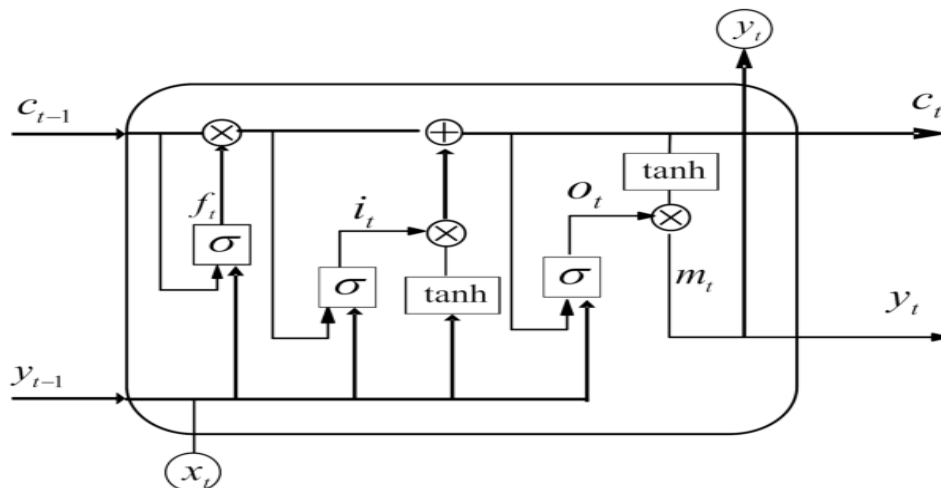 y_t
c_{t-1}
c_t
⊗
⊕
tanh
f_t
i_t
o_t
⊗
⊗
σ
σ
tanh
σ
m_t
y_t
y_{t-1}
x_t